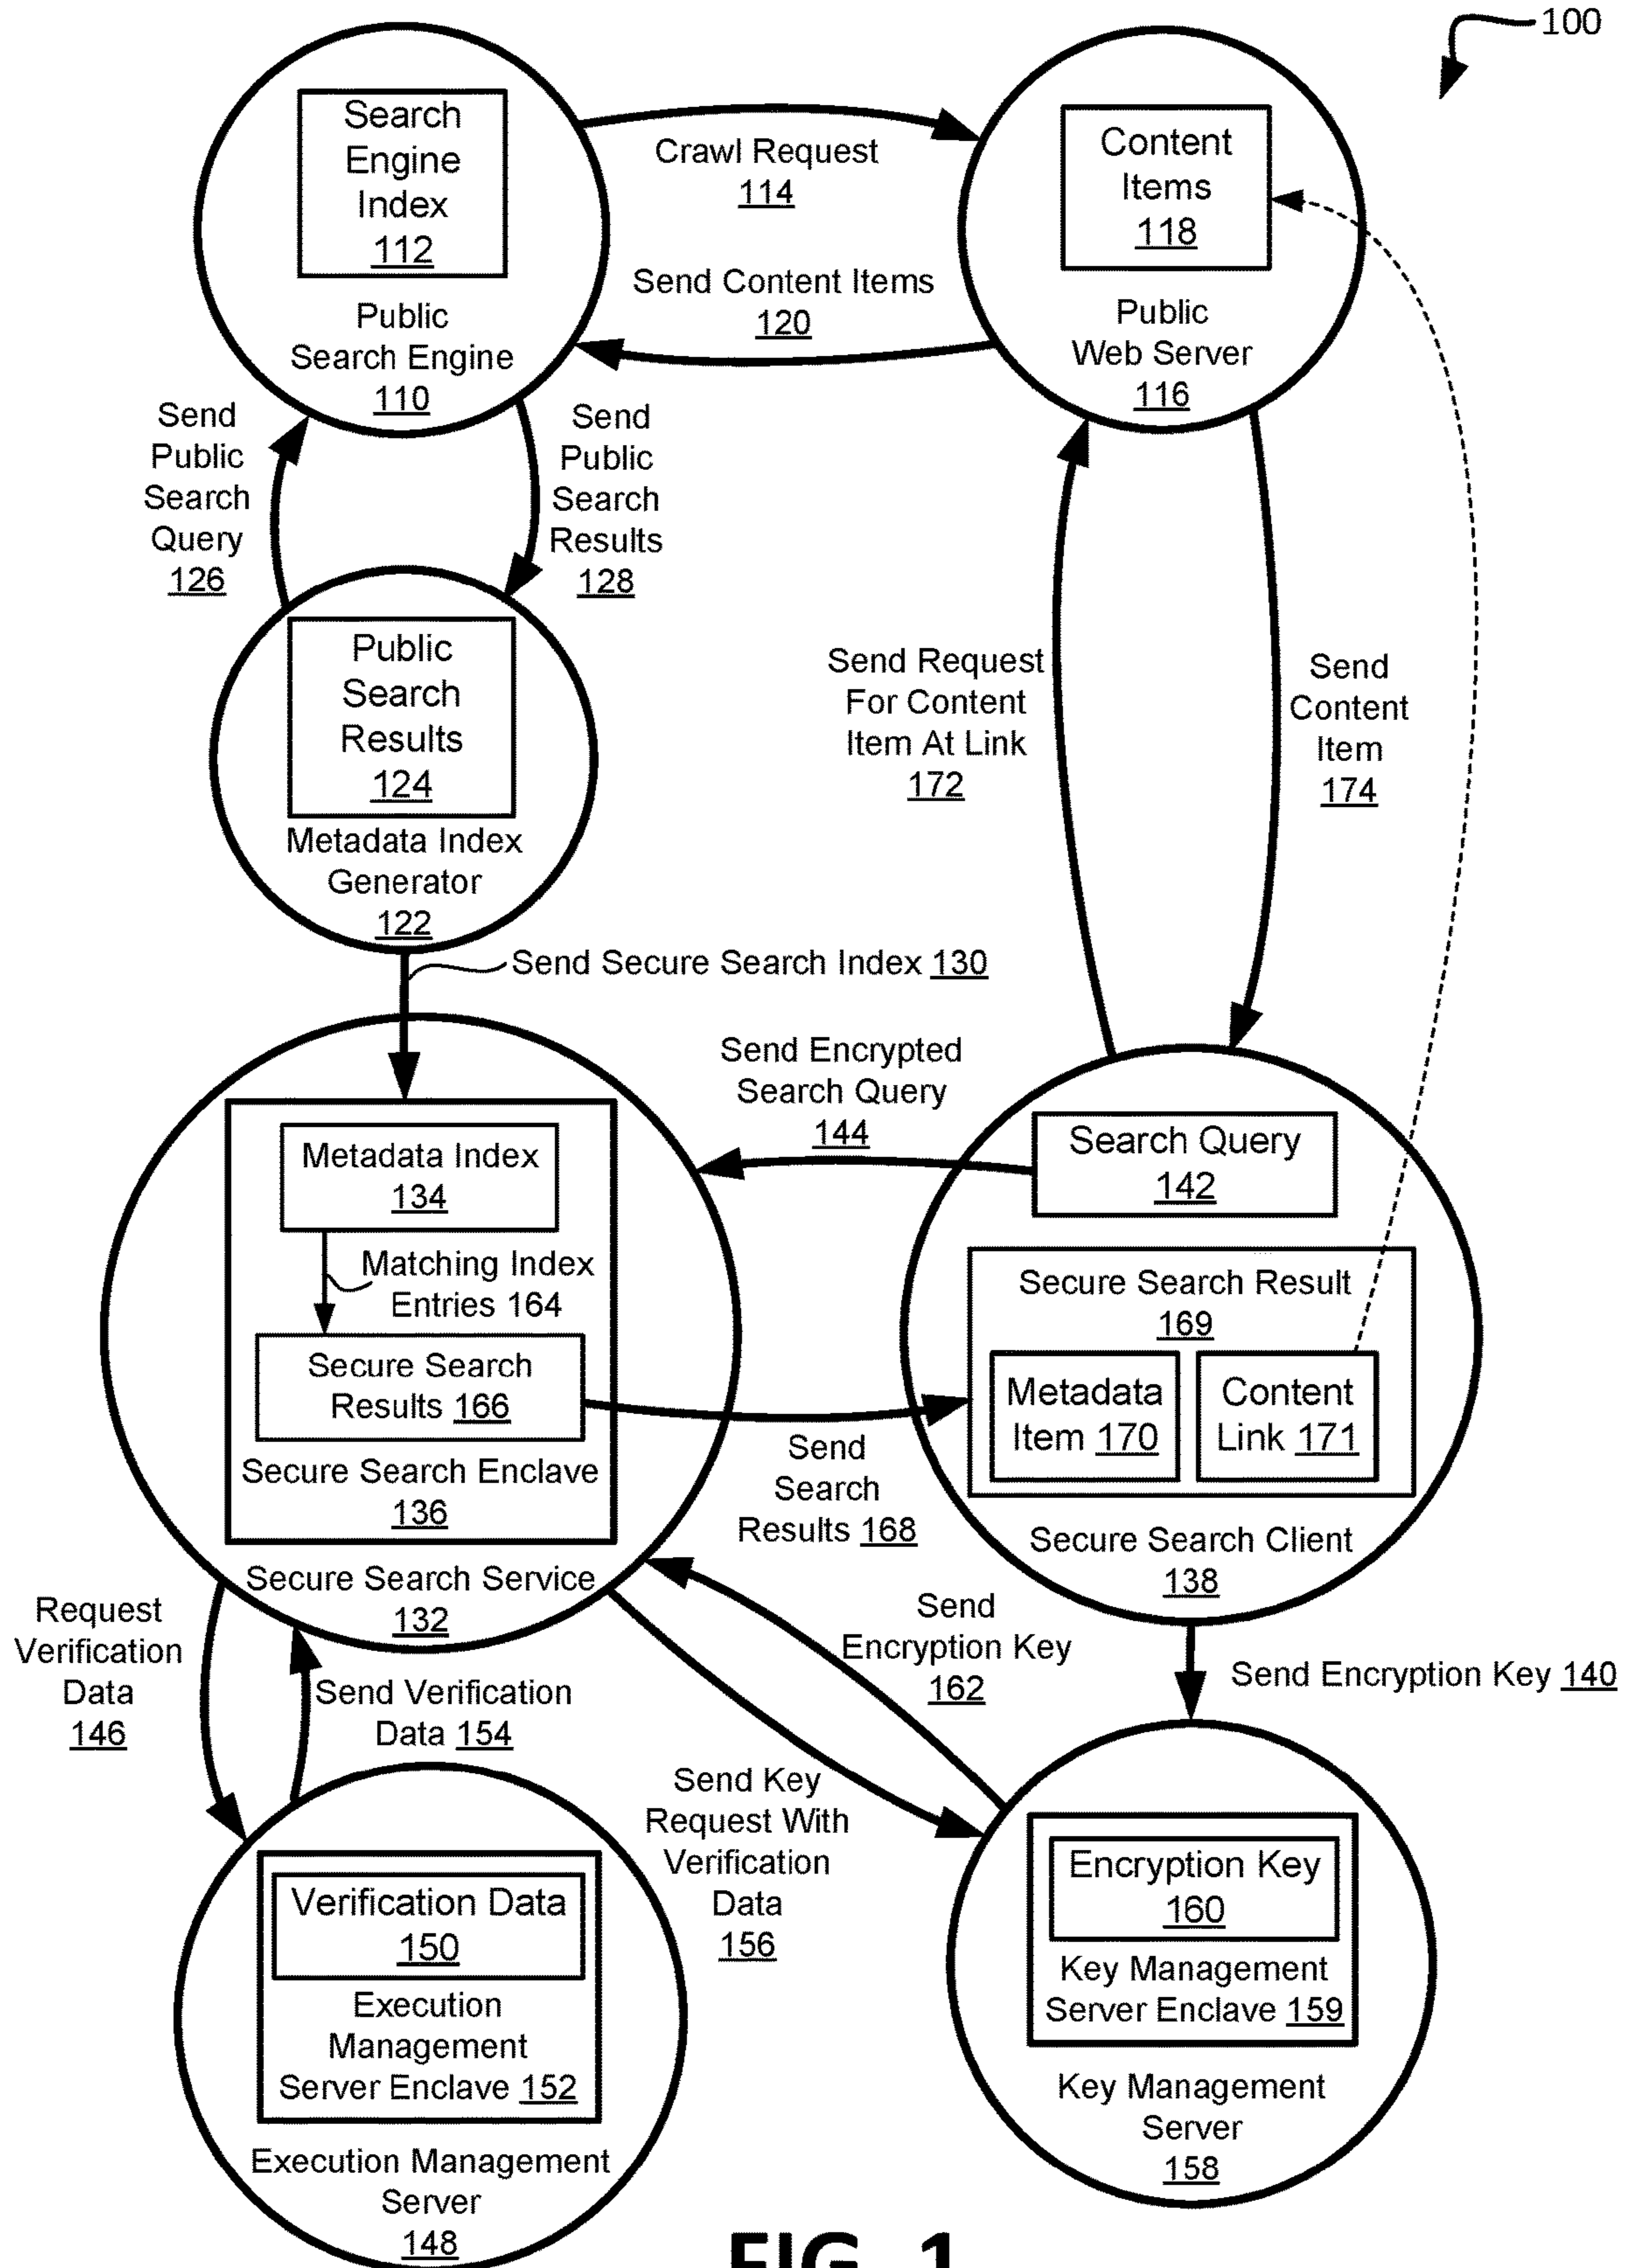 100
Search
Engine
Index
112
Public
Search Engine
110
Crawl Request
114
Send Content Items
120
Content
Items
118
Public
Web Server
116
Send
Public
Search
Query
126
Send
Public
Search
Results
128
Public
Search
Results
124
Metadata Index
Generator
122
Send Request
For Content
Item At Link
172
Send
Content
Item
174
Send Secure Search Index 130
Send Encrypted
Search Query
144
Metadata Index
134
Matching Index
Entries 164
Secure Search
Results 166
Secure Search Enclave
136
Secure Search Service
132
Search Query
142
Secure Search Result
169
Metadata
Item 170
Content
Link 171
Secure Search Client
138
Send
Search
Results 168
Request
Verification
Data
146
Send Verification
Data 154
Send
Encryption Key
162
Send Encryption Key 140
Send Key
Request With
Verification
Data
156
Verification Data
150
Execution
Management
Server Enclave 152
Execution Management
Server
148
Encryption Key
160
Key Management
Server Enclave 159
Key Management
Server
158
FIG. 1